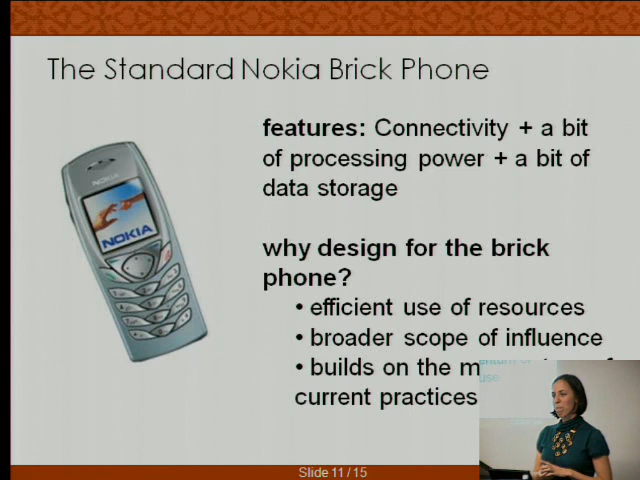 The Standard Nokia Brick Phone
features: Connectivity + a bit
of processing power + a bit of
data storage
NOKIA
NOKIA
why design for the brick
phone?
• efficient use of resources
• broader scope of influence
• builds on the m
use
current practices
Slide 11 / 15